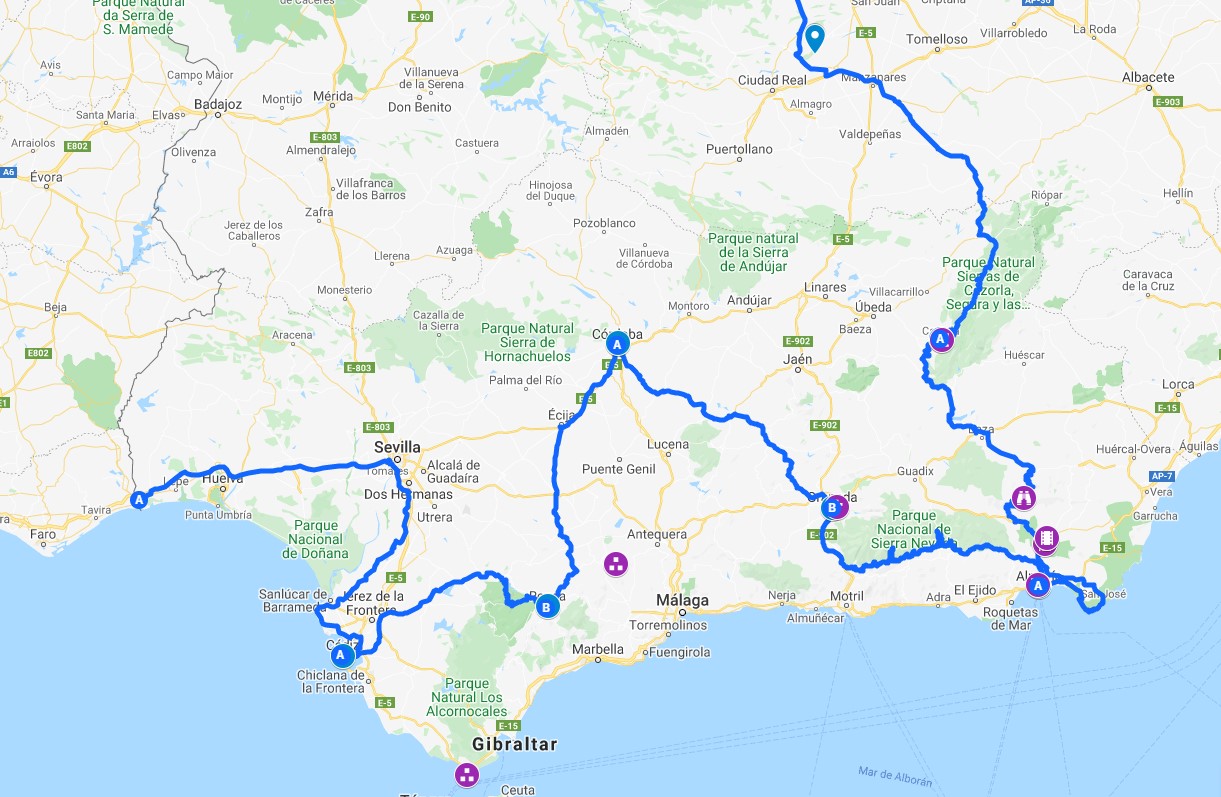 Parque Natural
da Serra de
S. Mamede
de Cáceres
E-90
San Juan
Criptana
AP-36
E-5
Tomelloso
Villarrobledo
La Roda
Avis
Campo Maior
Villanueva
de la Serena
Ciudad Real
Manzanares
Albacete
Badajoz
Montijo
Mérida
Don Benito
Almagro
E-903
Santa Maria
Elvas
Arraiolos
E802
E-803
Almendralejo
Castuera
Almadén
Valdepeñas
Olivenza
Puertollano
A6
Évora
Villafranca
de los Barros
Hinojosa
del Duque
Riópar
Hellín
Zafra
Jerez de los
Caballeros
Pozoblanco
Azuaga
Llerena
Villanueva
de Córdoba
Parque natural
de la Sierra
de Andújar
E-5
Parque Natural
Sierras de
Cazorla,
Segura y las...
Caravaca
de la Cruz
Monesterio
Linares
Villacarrillo
Beja
Montoro
Andújar
Úbeda
Baeza
Cazalla de
la Sierra
Parque Natural
Sierra de
Hornachuelos
Aracena
Córdoba
A
E-902
A
E802
E-803
E-5
Jaén
Huéscar
Palma del Río
Lorca
E1
E-5
E-15
Écija
E-803
E-902
Baza
Sevilla
Lucena
Huércal-Overa
Águilas
Tomares
Alcalá de
Guadaíra
Puente Genil
Guadix
AP-7
Lepe
Huelva
Dos Hermanas
Granada
Vera
A
Tavira
Punta Umbría
Utrera
B
Garrucha
Faro
Parque
Nacional
de Doñana
Antequera
E-902
Parque
Nacional de
Sierra Nevada
E-15
E-5
Sanlúcar de
Barrameda
Jerez de la
Frontera
Ronda
B
Málaga
Nerja
Motril
Adra
El Ejido
A
San José
Almuñécar
Roquetas
de Mar
Torremolinos
A
Marbella
Fuengirola
Chiclana de
la Frontera
E-5
Parque
Natural Los
Alcornocales
E-15
Gibraltar
Mar de Alborán
Ceuta